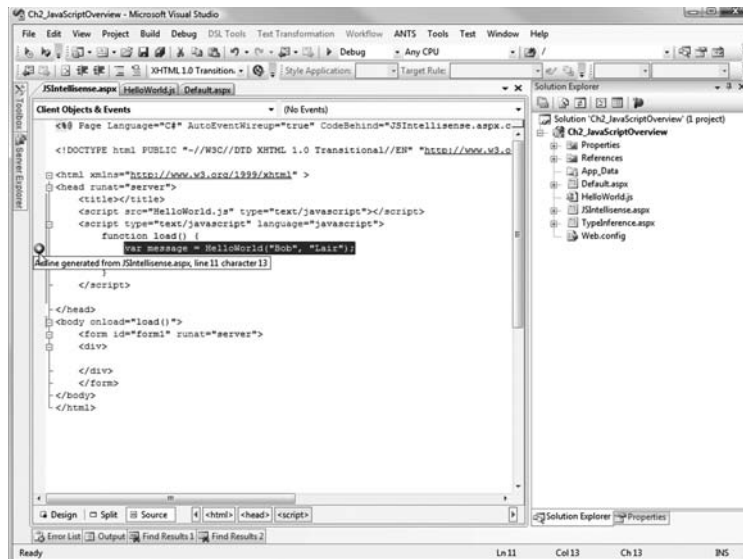 Ch2_JavaScriptOverview - Microsoft Visual Studio
File Edit View Project Build Debug DSL Tools Test Transformation Workflow ANTS Tools Test Window Help
Debug Any CPU /
XHTML 1.0 Transition. Style Application: Target Rule:
Toolbox
Server Explorer
JSIntellisense.aspx HelloWorld.js Default.aspx
Client Objects & Events (No Events)
<%@ Page Language="C#" AutoEventWireup="true" CodeBehind="JSIntellisense.aspx.c
<!DOCTYPE html PUBLIC "-//W3C//DTD XHTML 1.0 Transitional//EN" "http://www.w3.o
<html xmlns="http://www.w3.org/1999/xhtml" >
<head runat="server">
<title></title>
<script src="HelloWorld.js" type="text/javascript"></script>
<script type="text/javascript" language="javascript">
function load() {
var message = HelloWorld("Bob", "Lair");
line generated from JSIntellisense.aspx, line 11 character 13
}
</script>
</head>
<body onload="load()">
<form id="form1" runat="server">
<div>
</div>
</form>
</body>
</html>
Design Split Source <html> <head> <script>
Solution Explorer
Solution 'Ch2_JavaScriptOverview' (1 project)
Ch2_JavaScriptOverview
Properties
References
App_Data
Default.aspx
HelloWorld.js
JSIntellisense.aspx
TypeInference.aspx
Web.config
Solution Explorer Properties
Error List Output Find Results 1 Find Results 2
Ready Ln 11 Col 13 Ch 13 INS